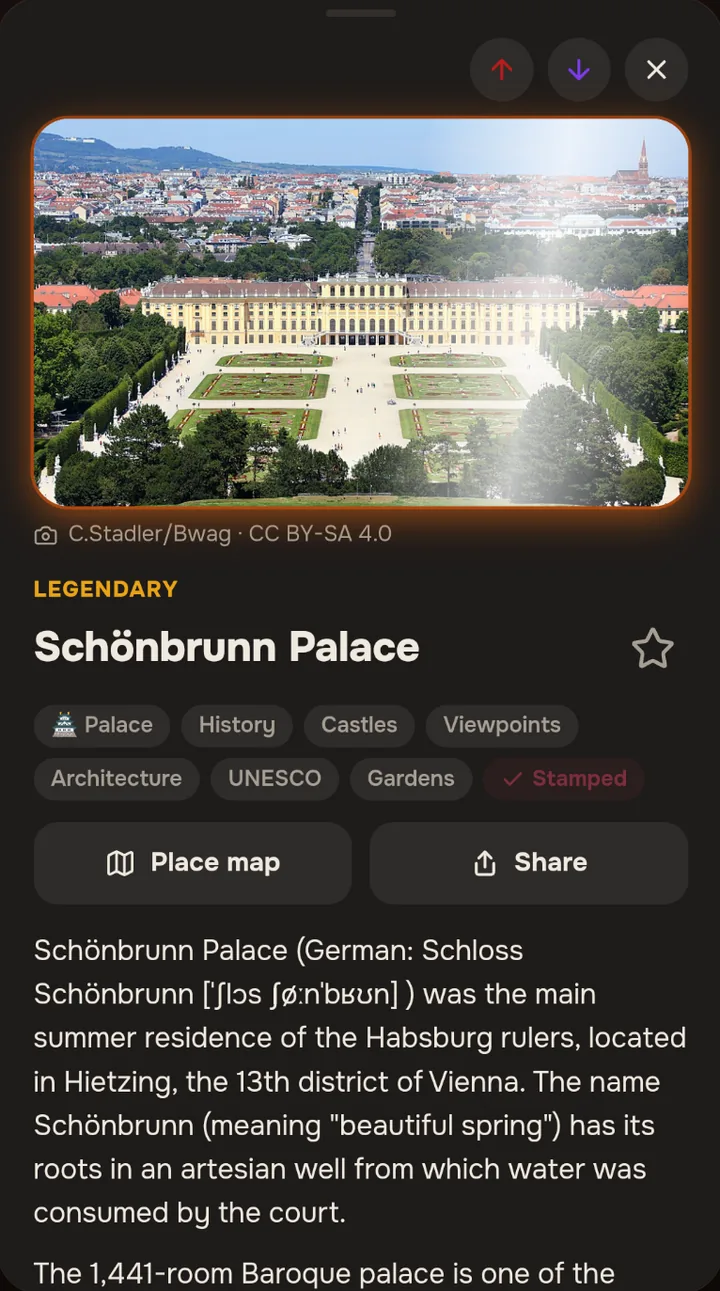 C.Stadler/Bwag · CC BY-SA 4.0
LEGENDARY
Schönbrunn Palace
Palace
History
Castles
Viewpoints
Architecture
UNESCO
Gardens
Stamped
Place map
Share
Schönbrunn Palace (German: Schloss
Schönbrunn [ˈʃlɔs ʃøːnˈbʁʊn] ) was the main
summer residence of the Habsburg rulers, located
in Hietzing, the 13th district of Vienna. The name
Schönbrunn (meaning "beautiful spring") has its
roots in an artesian well from which water was
consumed by the court.
The 1,441-room Baroque palace is one of the